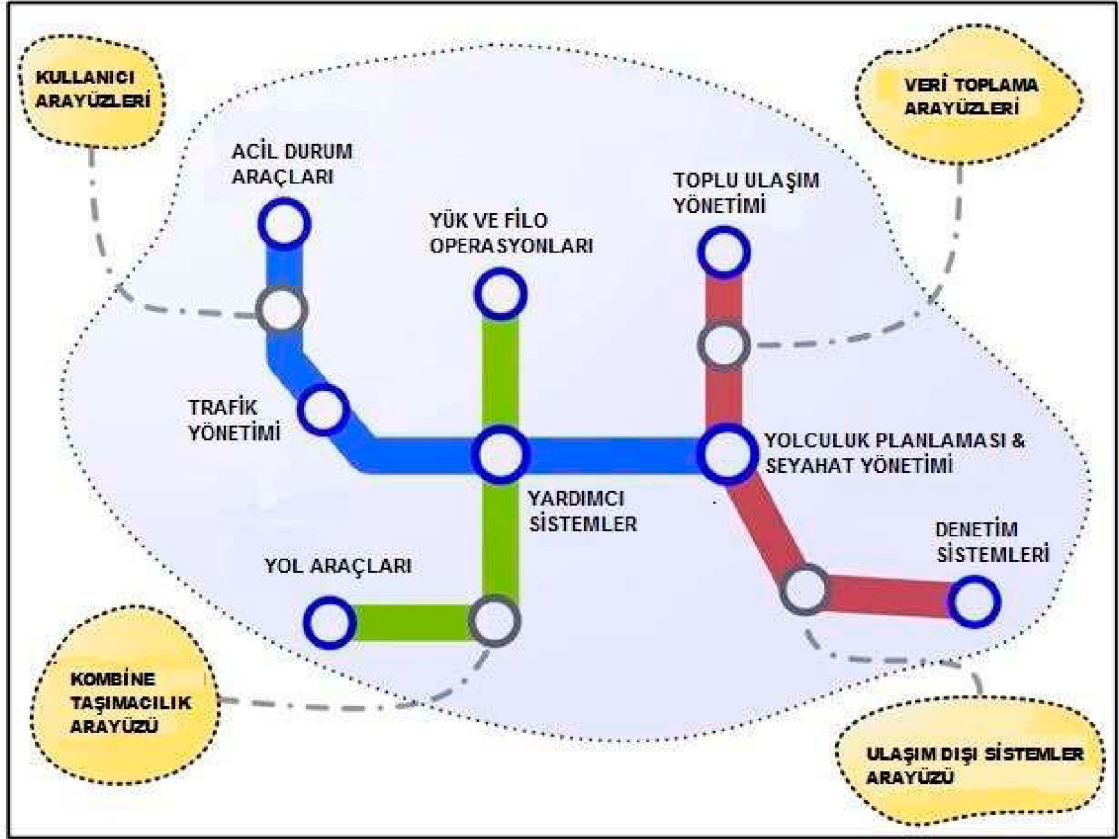 KULLANICI
ARAYÜZLERİ
VERİ TOPLAMA
ARAYÜZLERİ
ACİL DURUM
ARAÇLARI
YÜK VE FİLO
OPERASYONLARI
TOPLU ULAŞIM
YÖNETİMİ
TRAFİK
YÖNETİMİ
YOLCULUK PLANLAMASI &
SEYAHAT YÖNETİMİ
YARDIMCI
SİSTEMLER
DENETİM
SİSTEMLERİ
YOL ARAÇLARI
KOMBİNE
TAŞIMACILIK
ARAYÜZÜ
ULAŞIM DIŞI SİSTEMLER
ARAYÜZÜ